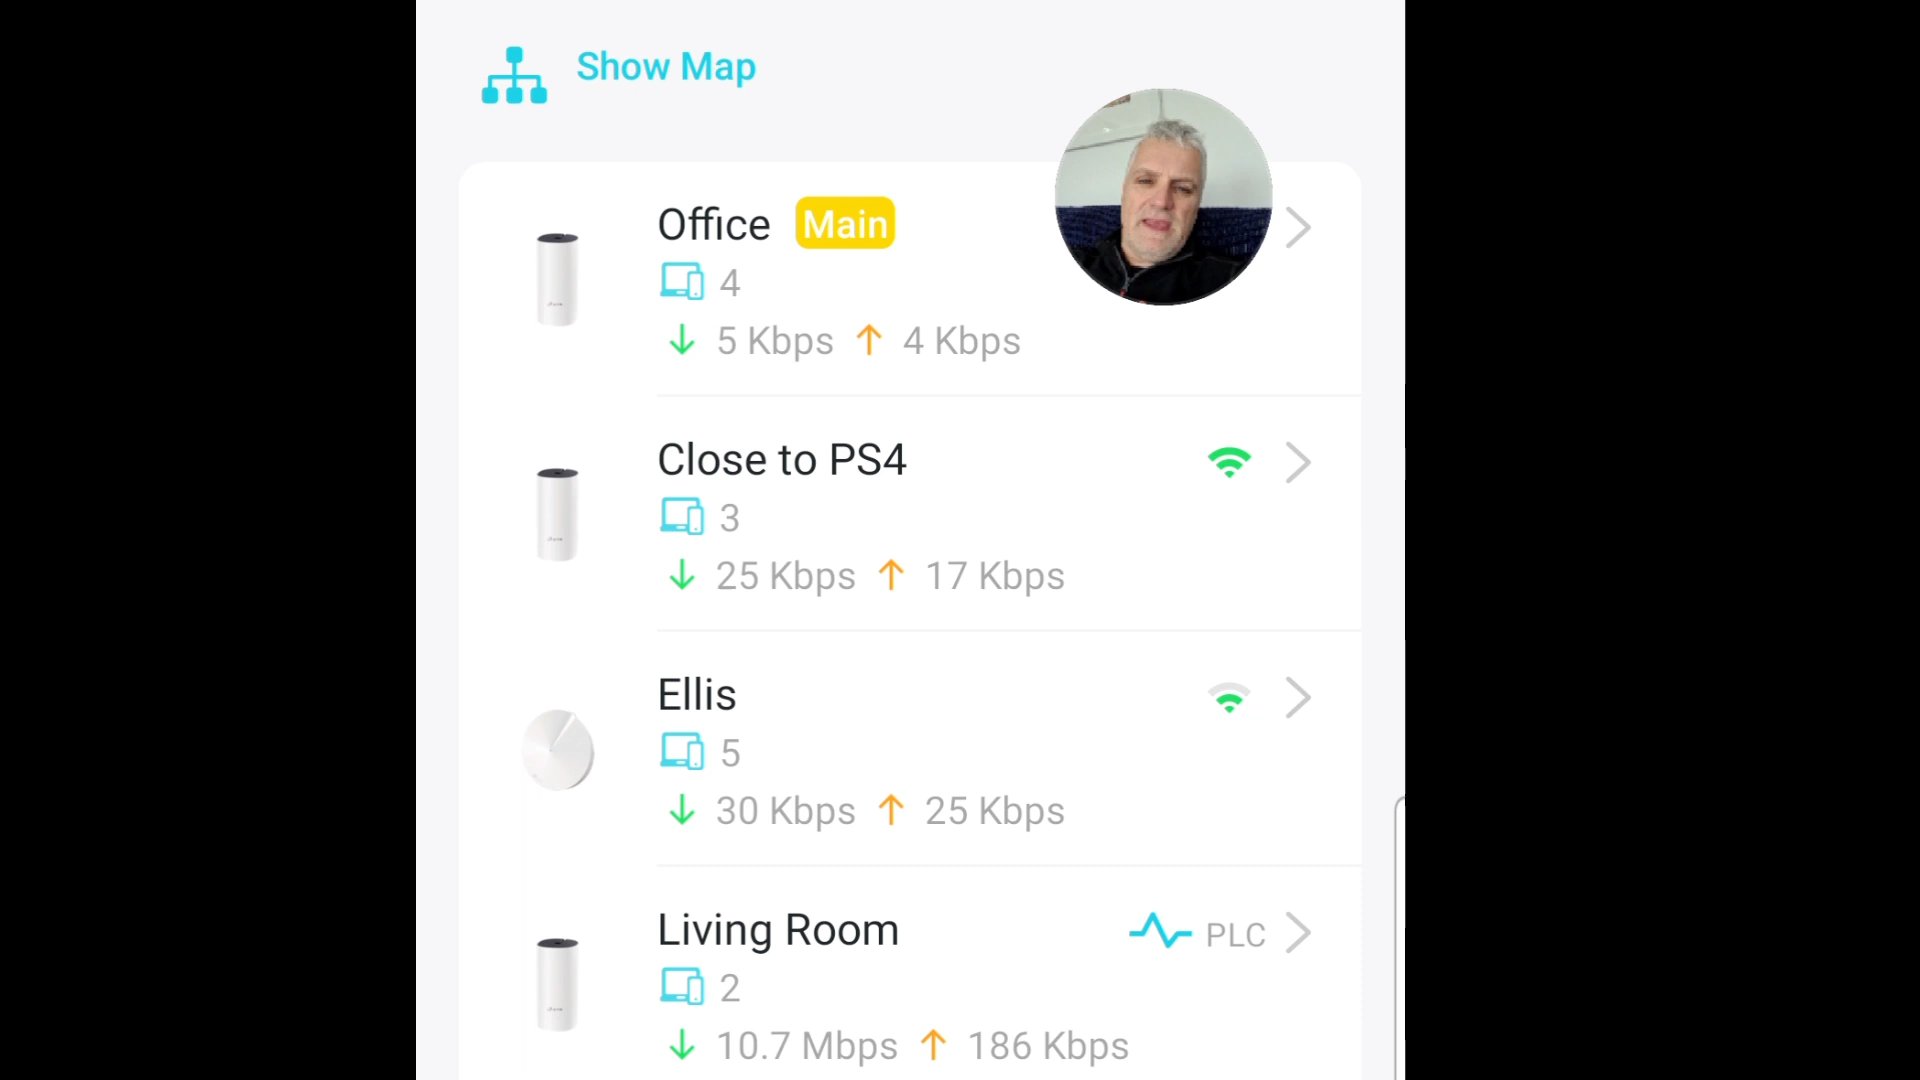 Show Map
Office Main
4
5 Kbps 4 Kbps
Close to PS4
3
25 Kbps 17 Kbps
Ellis
5
30 Kbps 25 Kbps
Living Room PLC
2
10.7 Mbps 186 Kbps